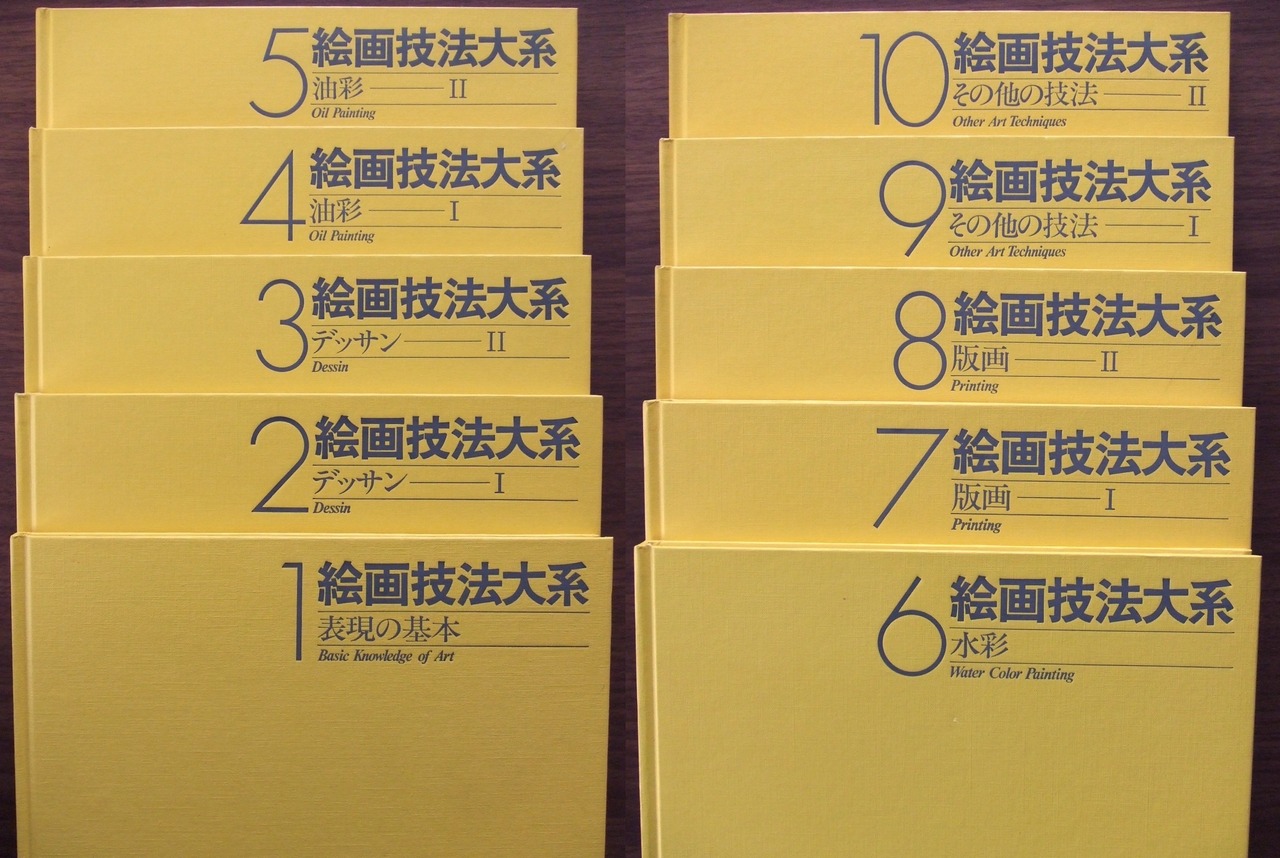 5 絵画技法大系
油彩――II
Oil Painting
4 絵画技法大系
油彩――I
Oil Painting
3 絵画技法大系
デッサン――II
Dessin
2 絵画技法大系
デッサン――I
Dessin
1 絵画技法大系
表現の基本
Basic Knowledge of Art
10 絵画技法大系
その他の技法――II
Other Art Techniques
9 絵画技法大系
その他の技法――I
Other Art Techniques
8 絵画技法大系
版画――II
Printing
7 絵画技法大系
版画――I
Printing
6 絵画技法大系
水彩
Water Color Painting